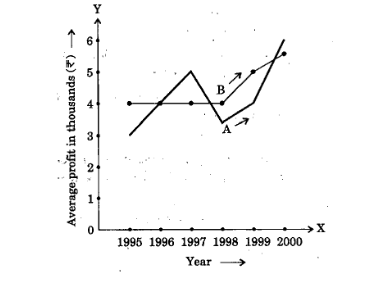 Y
Average profit in thousands (₹) →
6
5
4
3
2
1
0
B
A
X
1995 1996 1997 1998 1999 2000
Year →